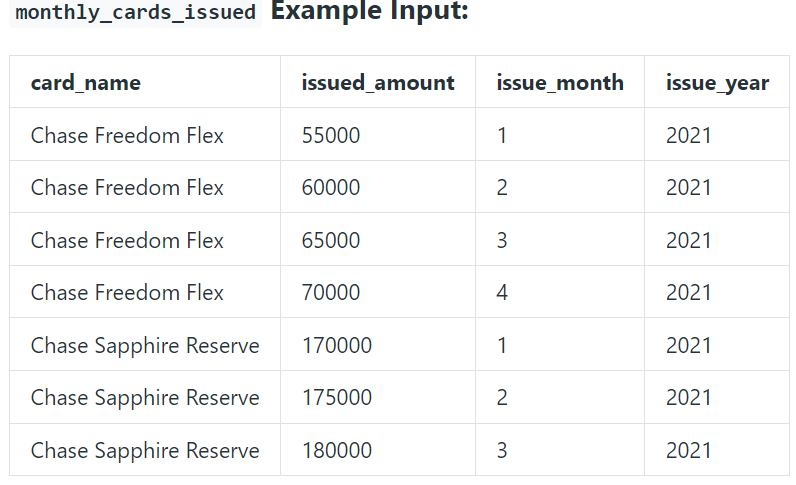 monthly_cards_issued Example Input:
card_name issued_amount issue_month issue_year
Chase Freedom Flex 55000 1 2021
Chase Freedom Flex 60000 2 2021
Chase Freedom Flex 65000 3 2021
Chase Freedom Flex 70000 4 2021
Chase Sapphire Reserve 170000 1 2021
Chase Sapphire Reserve 175000 2 2021
Chase Sapphire Reserve 180000 3 2021